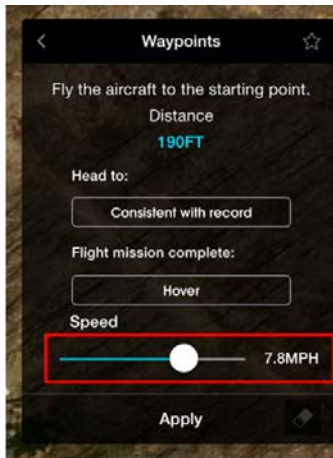 Waypoints
Fly the aircraft to the starting point.
Distance
190FT
Head to:
Consistent with record
Flight mission complete:
Hover
Speed
7.8MPH
Apply